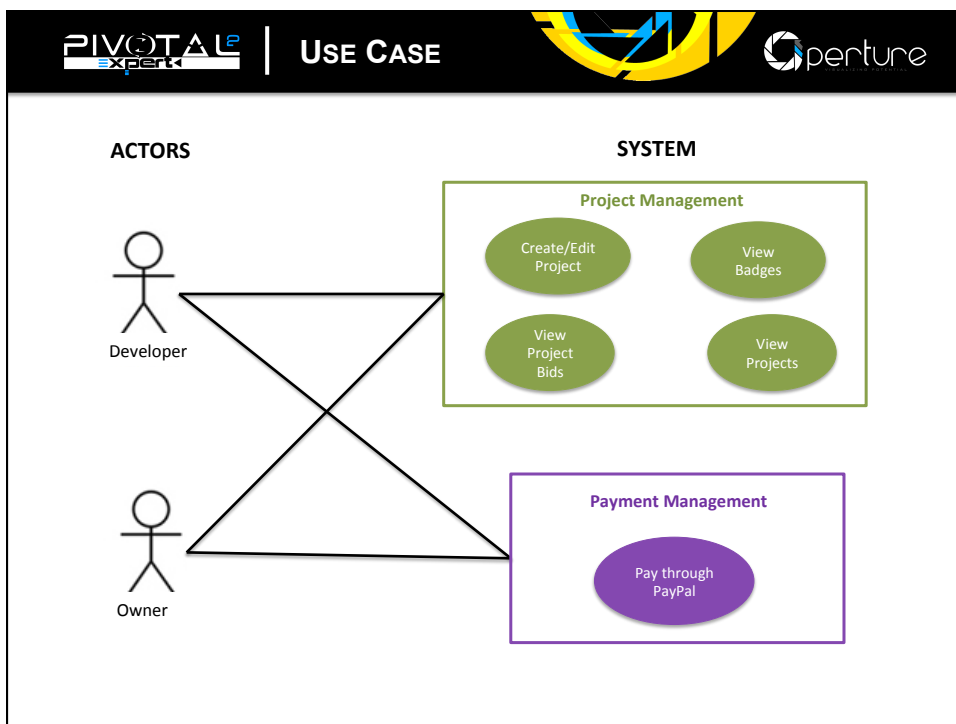 PIVOTAL
expert
USE CASE
aperture
ACTORS
SYSTEM
Project Management
Create/Edit
Project
View
Badges
View
Project
Bids
View
Projects
Developer
Payment Management
Pay through
PayPal
Owner